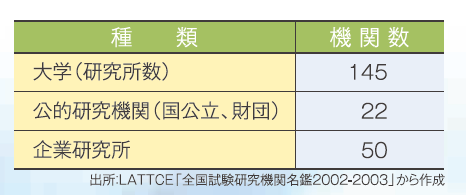 種　類　機関数
大学（研究所数）　145
公的研究機関（国公立、財団）　22
企業研究所　50
出所：LATTCE「全国試験研究機関名鑑2002-2003」から作成